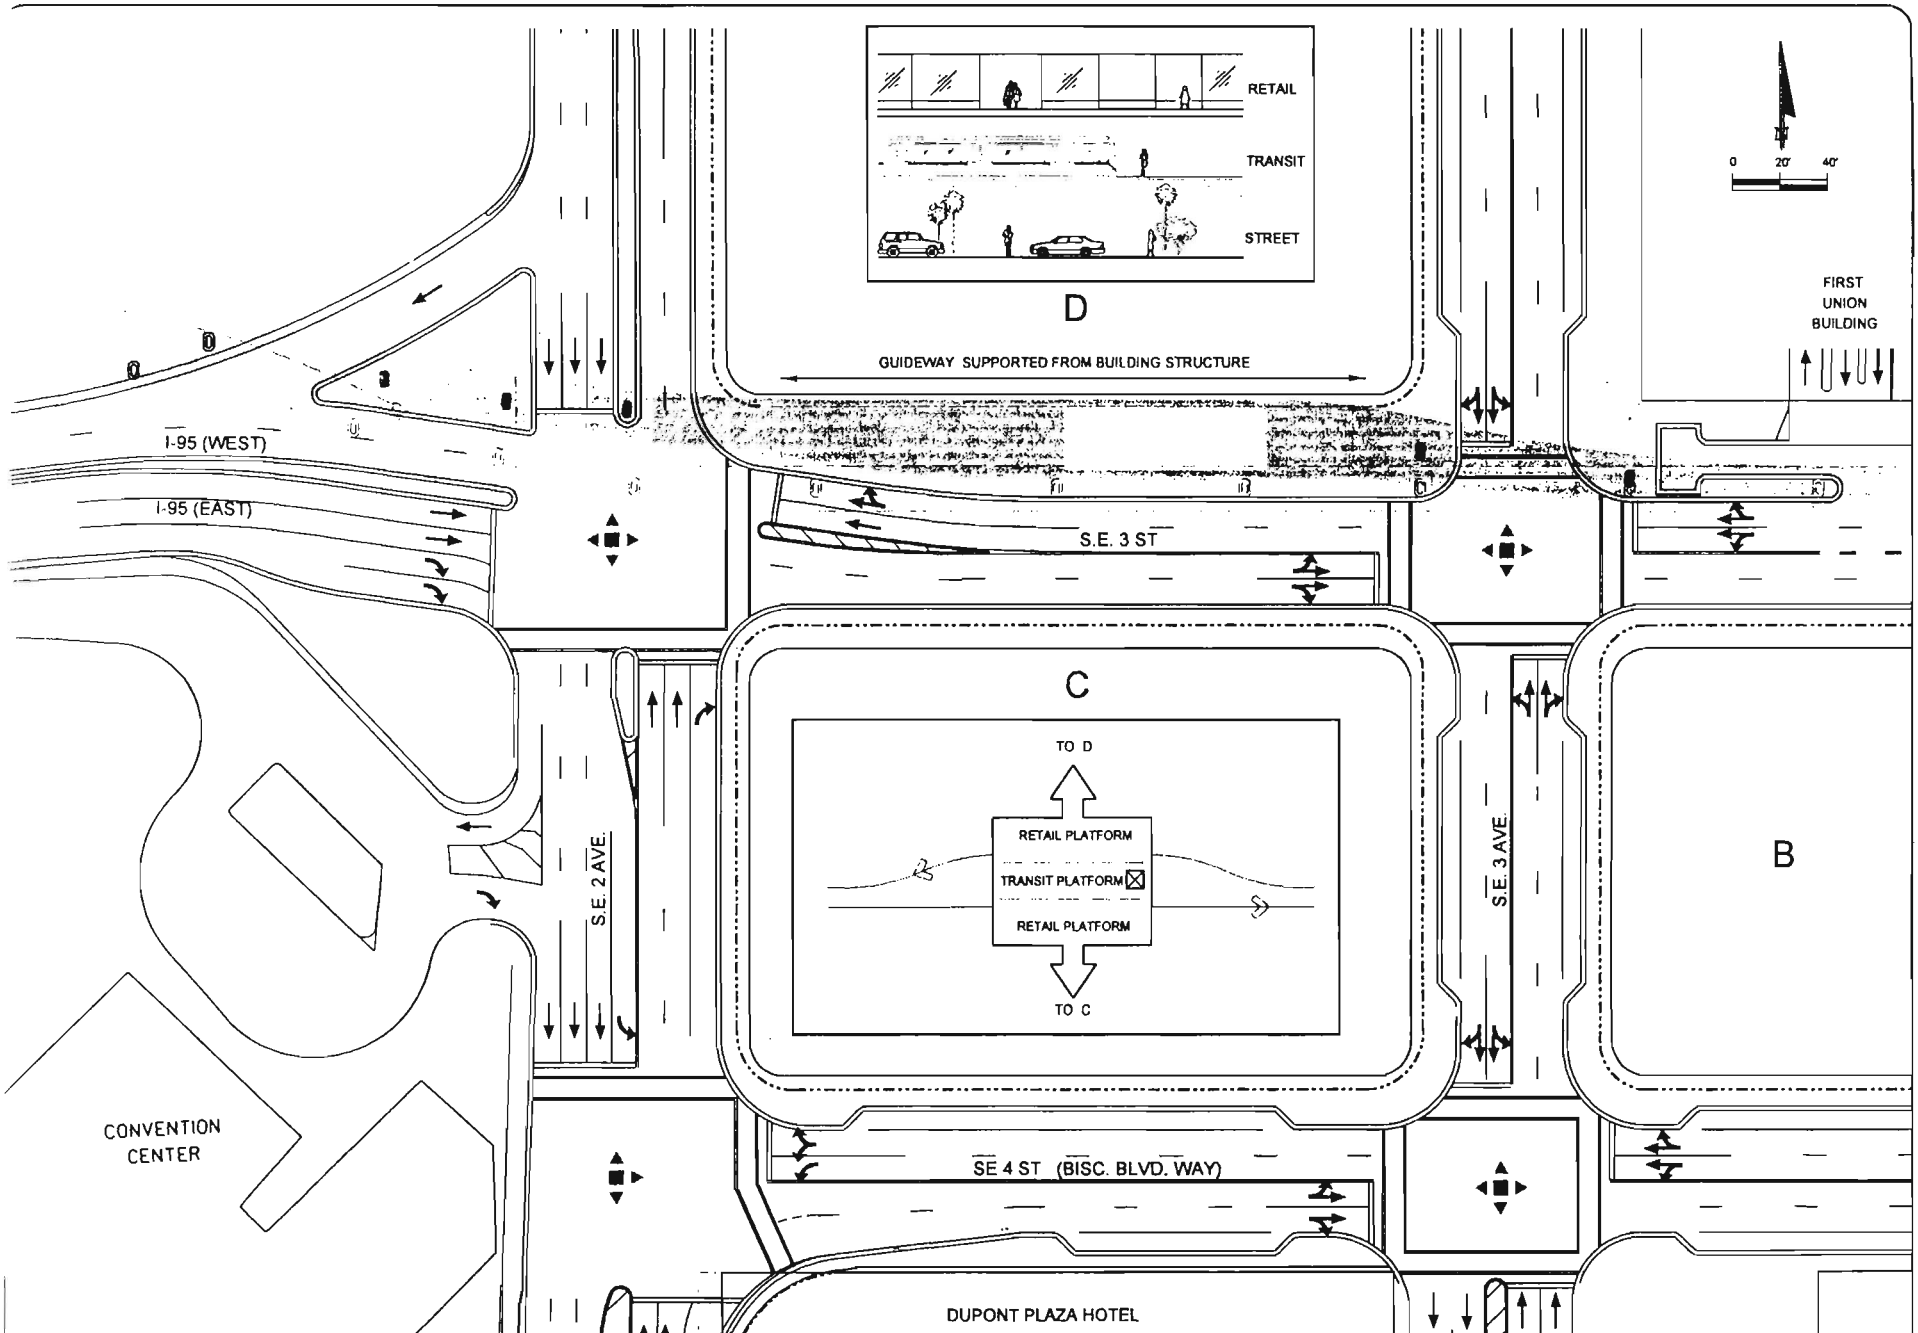 RETAIL
TRANSIT
STREET
0 20' 40'
FIRST
UNION
BUILDING
D
GUIDEWAY SUPPORTED FROM BUILDING STRUCTURE
I-95 (WEST)
I-95 (EAST)
S.E. 3 ST
C
TO D
RETAIL PLATFORM
TRANSIT PLATFORM
RETAIL PLATFORM
TO C
S.E. 2 AVE.
S.E. 3 AVE.
B
CONVENTION
CENTER
SE 4 ST (BISC. BLVD. WAY)
DUPONT PLAZA HOTEL